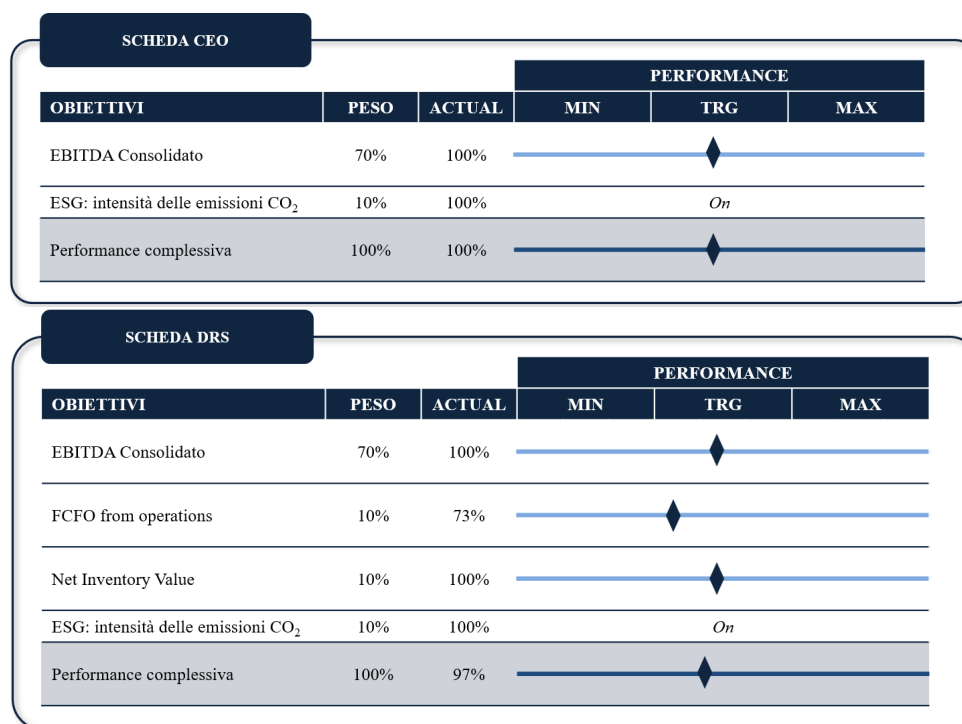 SCHEDA CEO
PERFORMANCE
OBIETTIVI PESO ACTUAL MIN TRG MAX
EBITDA Consolidato 70% 100%
ESG: intensità delle emissioni CO₂ 10% 100% On
Performance complessiva 100% 100%
SCHEDA DRS
PERFORMANCE
OBIETTIVI PESO ACTUAL MIN TRG MAX
EBITDA Consolidato 70% 100%
FCFO from operations 10% 73%
Net Inventory Value 10% 100%
ESG: intensità delle emissioni CO₂ 10% 100% On
Performance complessiva 100% 97%